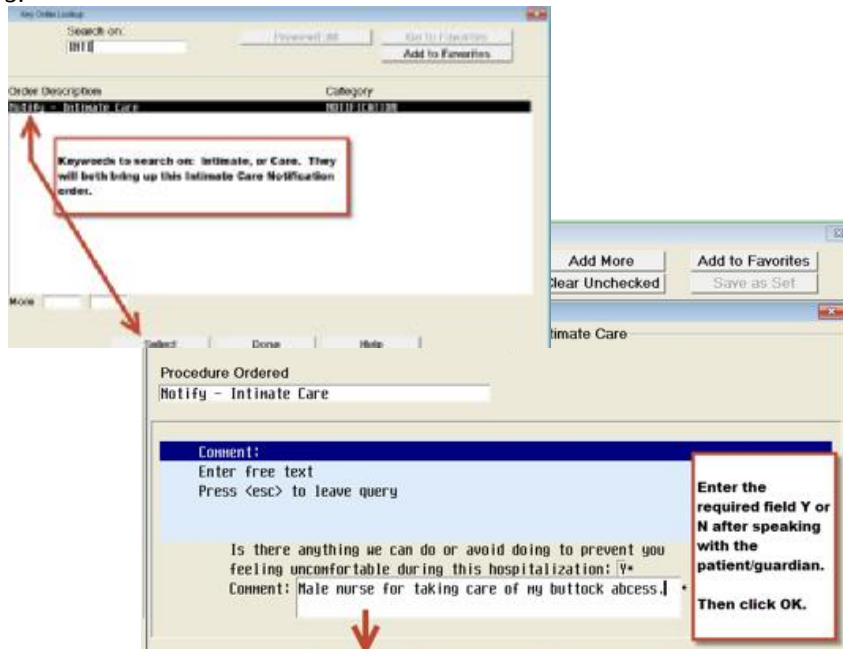 Key Order Lookup
Search on:
INTI
Go to Favorites
Add to Favorites
Order Description Category
Notify - Intimate Care NOTIFICATION
Keywords to search on: Intimate, or Care. They
will both bring up this Intimate Care Notification
order.
More
Select Done Help
Add More Add to Favorites
Clear Unchecked Save as Set
timate Care
Procedure Ordered
Notify - Intimate Care
Comment:
Enter free text
Press <esc> to leave query
Is there anything we can do or avoid doing to prevent you
feeling uncomfortable during this hospitalization: Y*
Comment: Male nurse for taking care of my buttock abcess. *
Enter the
required field Y or
N after speaking
with the
patient/guardian.
Then click OK.